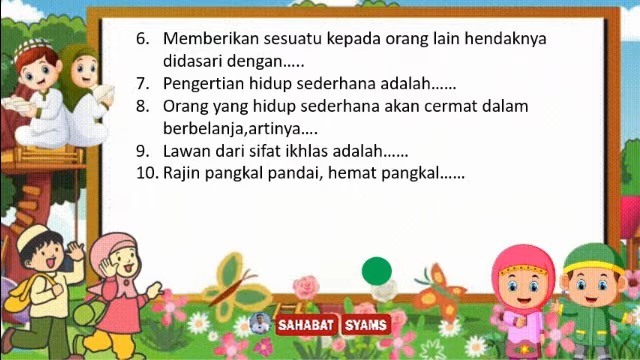 6. Memberikan sesuatu kepada orang lain hendaknya
didasari dengan.....
7. Pengertian hidup sederhana adalah......
8. Orang yang hidup sederhana akan cermat dalam
berbelanja,artinya....
9. Lawan dari sifat ikhlas adalah......
10. Rajin pangkal pandai, hemat pangkal......
SAHABAT SYAMS